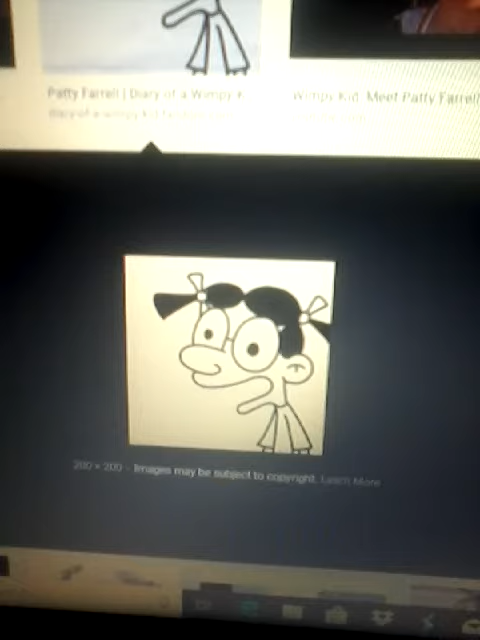 Patty Farrell | Diary of a Wimpy K
Wimpy Kid: Meet Patty Farrell
200 × 200 - Images may be subject to copyright. Learn More